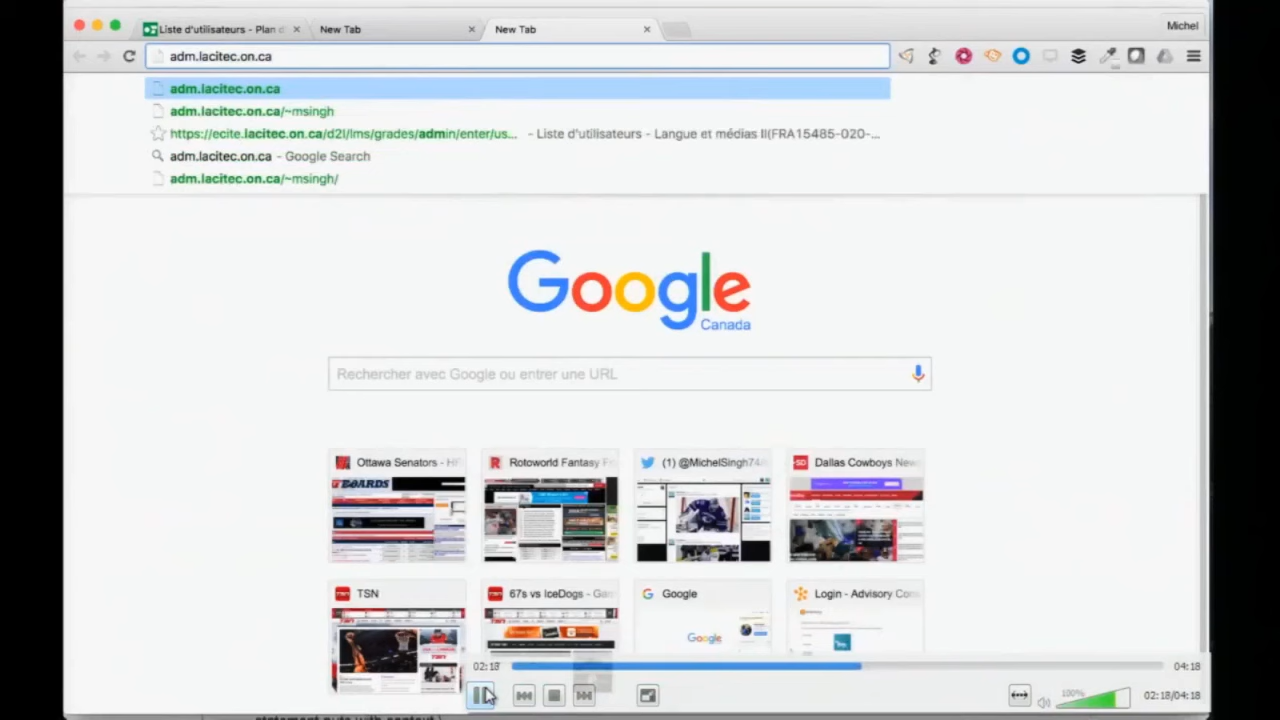 Liste d'utilisateurs - Plan d
New Tab
New Tab
Michel
adm.lacitec.on.ca
adm.lacitec.on.ca
adm.lacitec.on.ca/~msingh
https://ecite.lacitec.on.ca/d2l/lms/grades/admin/enter/us... - Liste d'utilisateurs - Langue et médias II(FRA15485-020-...
adm.lacitec.on.ca - Google Search
adm.lacitec.on.ca/~msingh/
Google
Canada
Rechercher avec Google ou entrer une URL
Ottawa Senators - HF
Rotoworld Fantasy
(1) @MichelSingh74
Dallas Cowboys New
TSN
67s vs IceDogs -
Google
Login - Advisory
02:18
04:18
100%
02:18/04:18